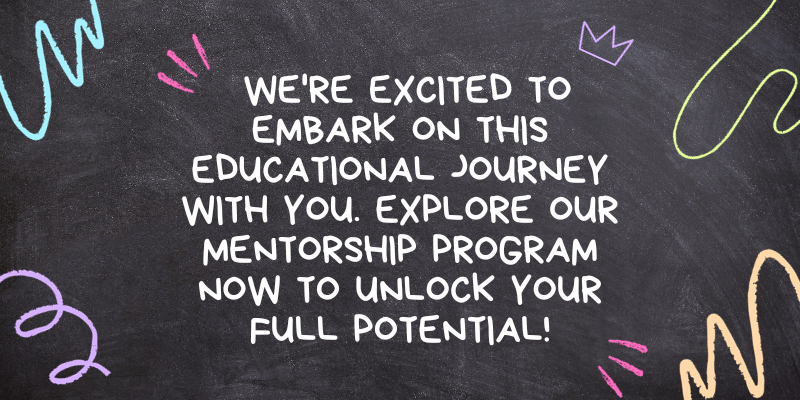 WE'RE EXCITED TO
EMBARK ON THIS
EDUCATIONAL JOURNEY
WITH YOU. EXPLORE OUR
MENTORSHIP PROGRAM
NOW TO UNLOCK YOUR
FULL POTENTIAL!